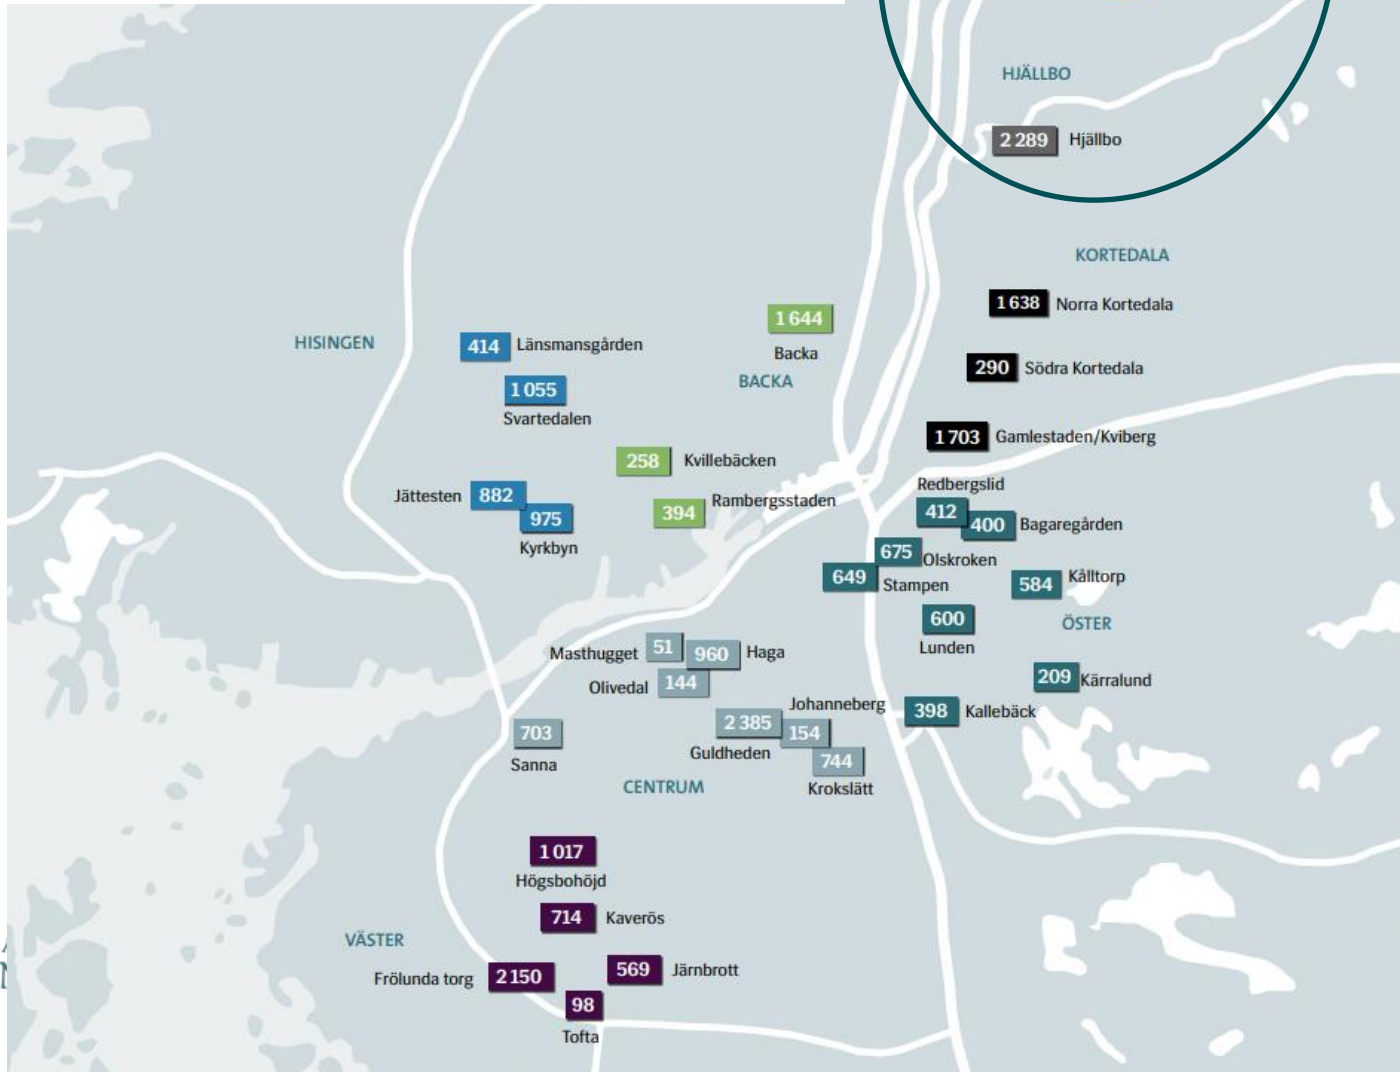 HJÄLLBO
2 289 Hjällbo
KORTEDALA
1 638 Norra Kortedala
290 Södra Kortedala
1 703 Gamlestaden/Kviberg
HISINGEN
414 Länsmansgården
1 055
Svartedalen
Jättesten 882
975
Kyrkbyn
1 644
Backa
BACKA
258 Kvillebäcken
394 Rambergsstaden
Redbergslid
412
400 Bagaregården
675 Olskroken
649 Stampen
584 Kålltorp
ÖSTER
600
Lunden
209 Kärralund
398 Kallebäck
Masthugget 51
960 Haga
Olivedal 144
Johanneberg
154
2 385
Guldheden
744
Krokslätt
703
Sanna
CENTRUM
1 017
Högsbohöjd
714 Kaverös
VÄSTER
Frölunda torg 2 150
569 Järnbrott
98
Tofta